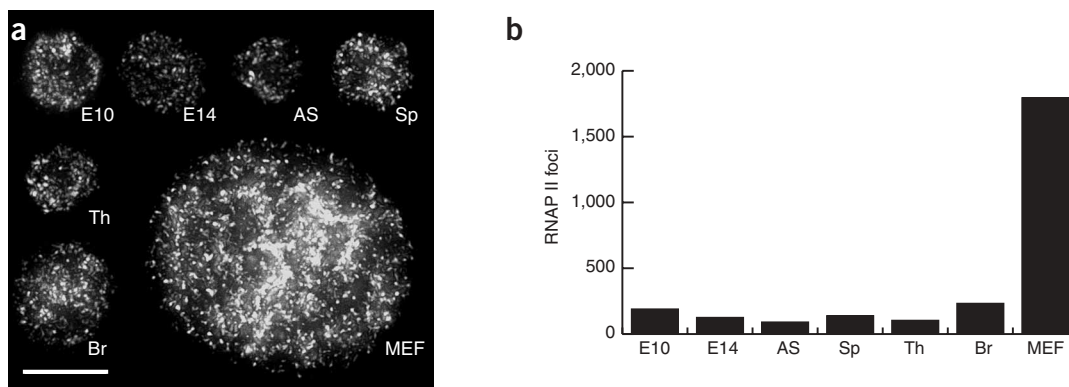 a
E10 E14 AS Sp
Th
Br MEF
b
2,000
1,500
1,000
500
0
RNAP II foci
E10 E14 AS Sp Th Br MEF